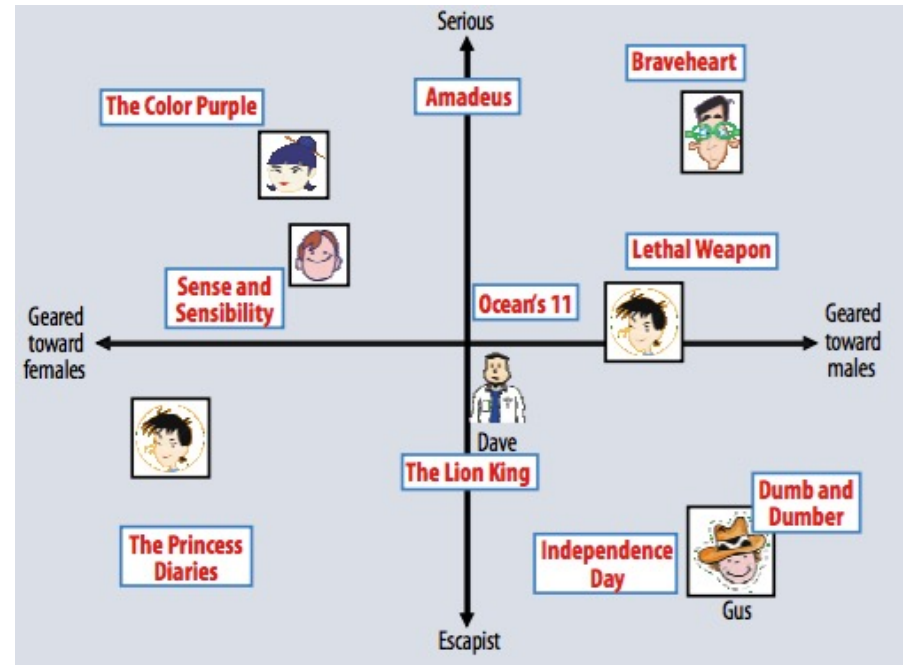 Serious
Braveheart
Amadeus
The Color Purple
Lethal Weapon
Sense and
Sensibility
Ocean's 11
Geared
toward
females
Geared
toward
males
Dave
The Lion King
Dumb and
Dumber
The Princess
Diaries
Independence
Day
Gus
Escapist